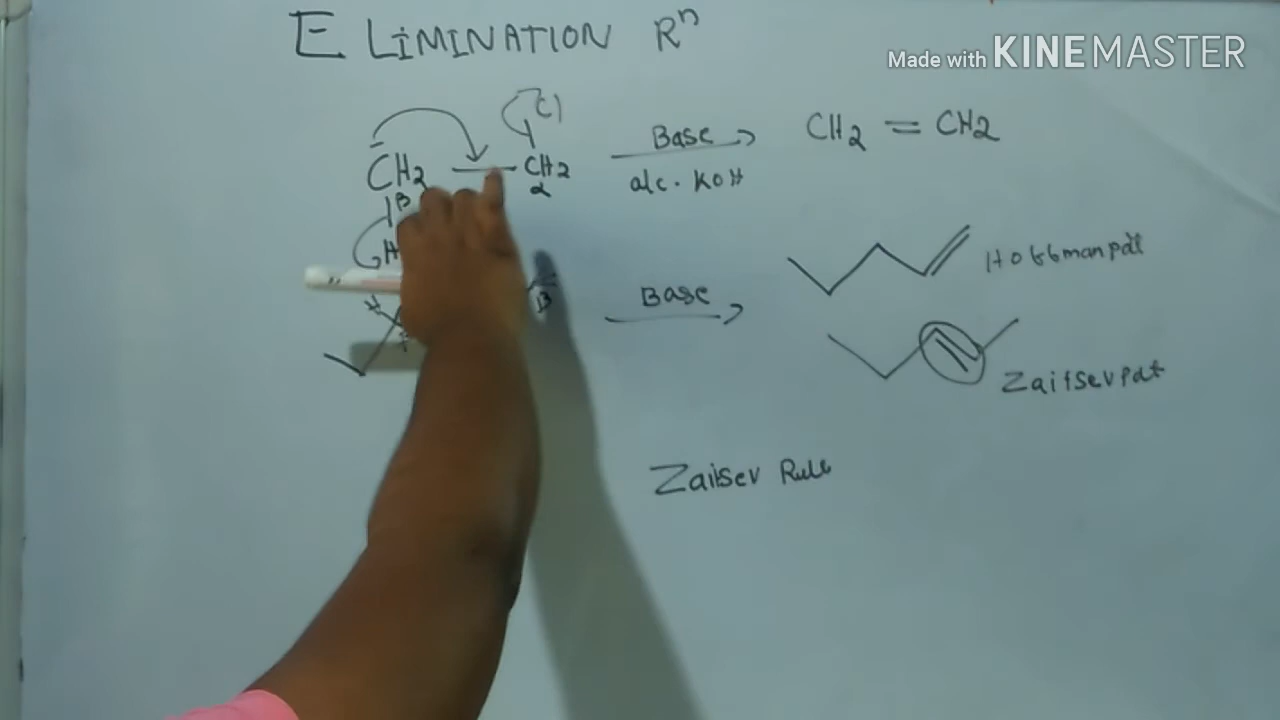 ELIMINATION Rⁿ
Made with KINEMASTER
Cl
CH2 — CH2
β α
H
Base
alc. KOH
CH2 = CH2
Hoffman pdt
Base
β
H
H
Zaitsev pdt
Zaitsev Rule